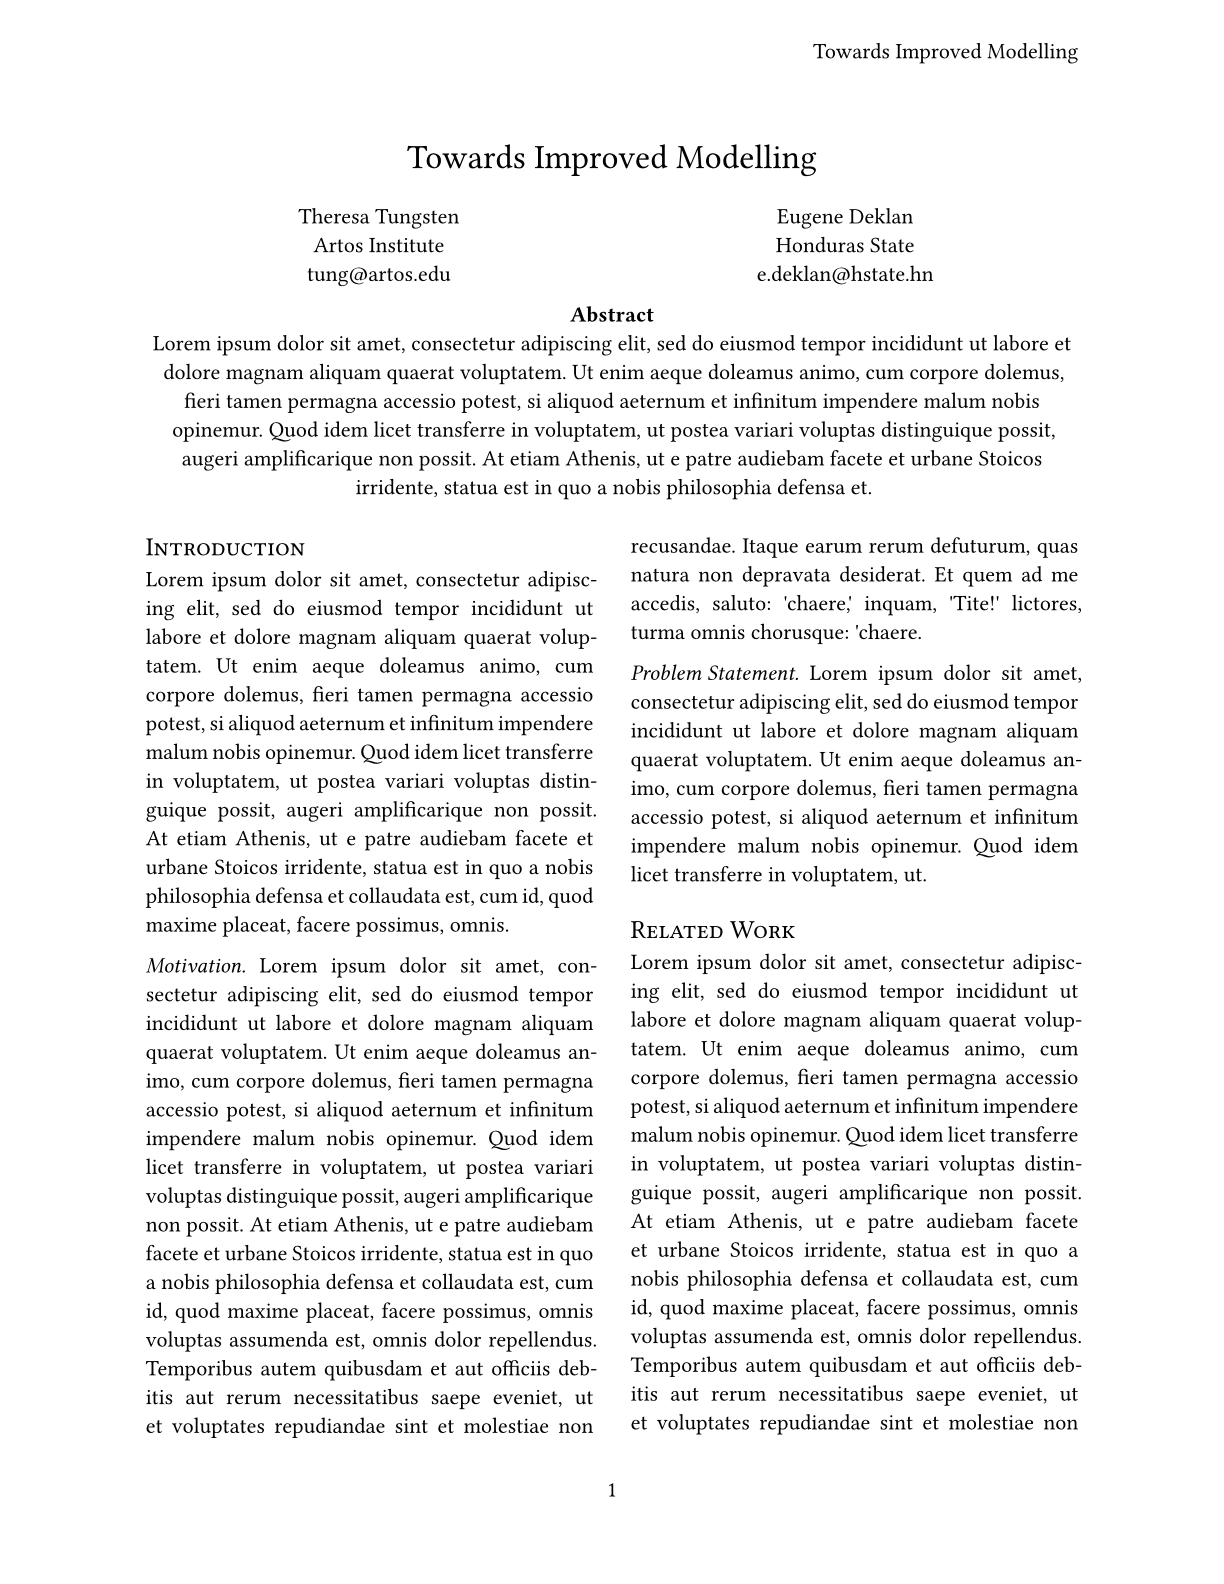 Towards Improved Modelling
Towards Improved Modelling
Theresa Tungsten
Artos Institute
tung@artos.edu
Eugene Deklan
Honduras State
e.deklan@hstate.hn
Abstract
Lorem ipsum dolor sit amet, consectetur adipiscing elit, sed do eiusmod tempor incididunt ut labore et
dolore magnam aliquam quaerat voluptatem. Ut enim aeque doleamus animo, cum corpore dolemus,
fieri tamen permagna accessio potest, si aliquod aeternum et infinitum impendere malum nobis
opinemur. Quod idem licet transferre in voluptatem, ut postea variari voluptas distinguique possit,
augeri amplificarique non possit. At etiam Athenis, ut e patre audiebam facete et urbane Stoicos
irridente, statua est in quo a nobis philosophia defensa et.
Introduction
Lorem ipsum dolor sit amet, consectetur adipisc-
ing elit, sed do eiusmod tempor incididunt ut
labore et dolore magnam aliquam quaerat volup-
tatem. Ut enim aeque doleamus animo, cum
corpore dolemus, fieri tamen permagna accessio
potest, si aliquod aeternum et infinitum impendere
malum nobis opinemur. Quod idem licet transferre
in voluptatem, ut postea variari voluptas distin-
guique possit, augeri amplificarique non possit.
At etiam Athenis, ut e patre audiebam facete et
urbane Stoicos irridente, statua est in quo a nobis
philosophia defensa et collaudata est, cum id, quod
maxime placeat, facere possimus, omnis.
Motivation. Lorem ipsum dolor sit amet, con-
sectetur adipiscing elit, sed do eiusmod tempor
incididunt ut labore et dolore magnam aliquam
quaerat voluptatem. Ut enim aeque doleamus an-
imo, cum corpore dolemus, fieri tamen permagna
accessio potest, si aliquod aeternum et infinitum
impendere malum nobis opinemur. Quod idem
licet transferre in voluptatem, ut postea variari
voluptas distinguique possit, augeri amplificarique
non possit. At etiam Athenis, ut e patre audiebam
facete et urbane Stoicos irridente, statua est in quo
a nobis philosophia defensa et collaudata est, cum
id, quod maxime placeat, facere possimus, omnis
voluptas assumenda est, omnis dolor repellendus.
Temporibus autem quibusdam et aut officiis deb-
itis aut rerum necessitatibus saepe eveniet, ut
et voluptates repudiandae sint et molestiae non
recusandae. Itaque earum rerum defuturum, quas
natura non depravata desiderat. Et quem ad me
accedis, saluto: 'chaere,' inquam, 'Tite!' lictores,
turma omnis chorusque: 'chaere.
Problem Statement. Lorem ipsum dolor sit amet,
consectetur adipiscing elit, sed do eiusmod tempor
incididunt ut labore et dolore magnam aliquam
quaerat voluptatem. Ut enim aeque doleamus an-
imo, cum corpore dolemus, fieri tamen permagna
accessio potest, si aliquod aeternum et infinitum
impendere malum nobis opinemur. Quod idem
licet transferre in voluptatem, ut.
Related Work
Lorem ipsum dolor sit amet, consectetur adipisc-
ing elit, sed do eiusmod tempor incididunt ut
labore et dolore magnam aliquam quaerat volup-
tatem. Ut enim aeque doleamus animo, cum
corpore dolemus, fieri tamen permagna accessio
potest, si aliquod aeternum et infinitum impendere
malum nobis opinemur. Quod idem licet transferre
in voluptatem, ut postea variari voluptas distin-
guique possit, augeri amplificarique non possit.
At etiam Athenis, ut e patre audiebam facete
et urbane Stoicos irridente, statua est in quo a
nobis philosophia defensa et collaudata est, cum
id, quod maxime placeat, facere possimus, omnis
voluptas assumenda est, omnis dolor repellendus.
Temporibus autem quibusdam et aut officiis deb-
itis aut rerum necessitatibus saepe eveniet, ut
et voluptates repudiandae sint et molestiae non
1